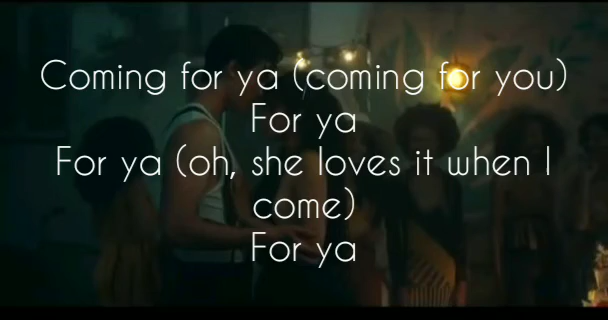 Coming for ya (coming for you)
For ya
For ya (oh, she loves it when I
come)
For ya